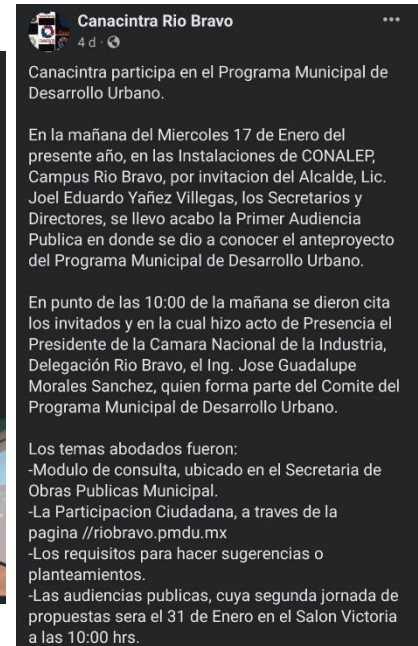 Canacintra Rio Bravo
4 d
Canacintra participa en el Programa Municipal de
Desarrollo Urbano.
En la mañana del Miercoles 17 de Enero del
presente año, en las Instalaciones de CONALEP,
Campus Rio Bravo, por invitacion del Alcalde, Lic.
Joel Eduardo Yañez Villegas, los Secretarios y
Directores, se llevo acabo la Primer Audiencia
Publica en donde se dio a conocer el anteproyecto
del Programa Municipal de Desarrollo Urbano.
En punto de las 10:00 de la mañana se dieron cita
los invitados y en la cual hizo acto de Presencia el
Presidente de la Camara Nacional de la Industria,
Delegación Rio Bravo, el Ing. Jose Guadalupe
Morales Sanchez, quien forma parte del Comite del
Programa Municipal de Desarrollo Urbano.
Los temas abodados fueron:
-Modulo de consulta, ubicado en el Secretaria de
Obras Publicas Municipal.
-La Participacion Ciudadana, a traves de la
pagina //riobravo.pmdu.mx
-Los requisitos para hacer sugerencias o
planteamientos.
-Las audiencias publicas, cuya segunda jornada de
propuestas sera el 31 de Enero en el Salon Victoria
a las 10:00 hrs.